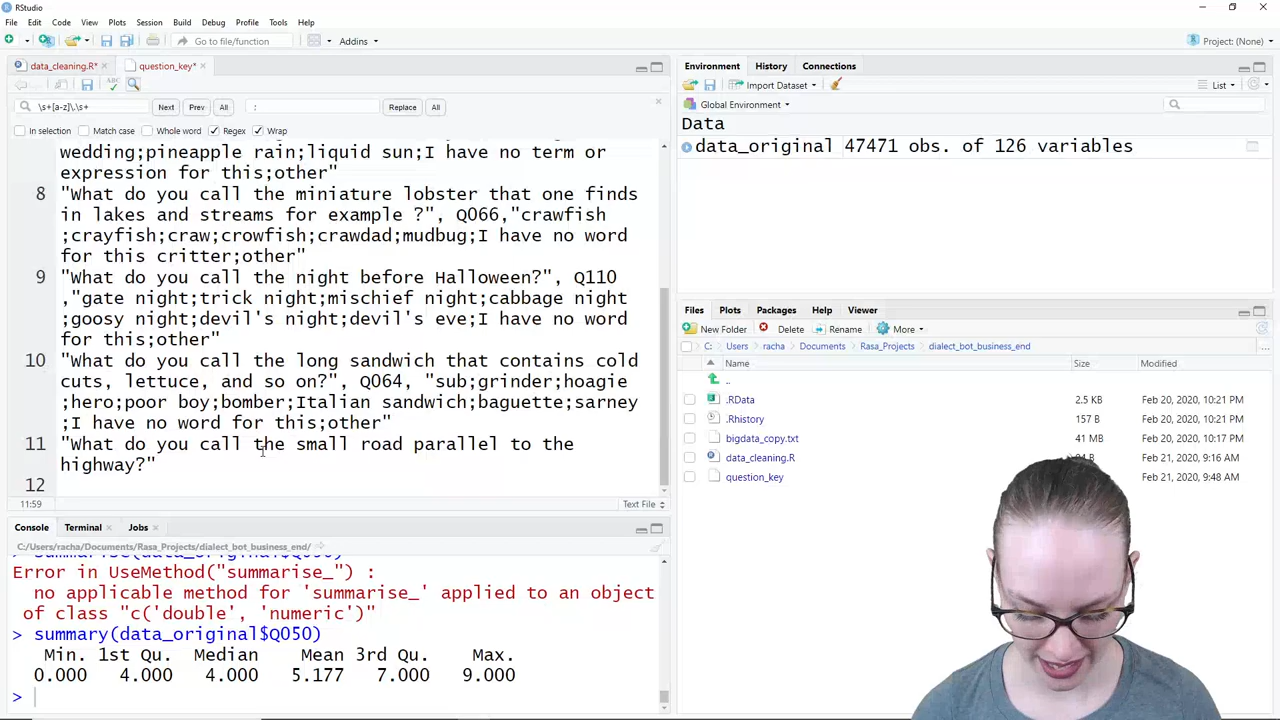 RStudio
File Edit Code View Plots Session Build Debug Profile Tools Help
Go to file/function Addins Project: (None)
data_cleaning.R* question_key*
\s+[a-z]\.\s+ Next Prev All : Replace All
In selection Match case Whole word Regex Wrap
wedding;pineapple rain;liquid sun;I have no term or
expression for this;other"
8 "What do you call the miniature lobster that one finds
in lakes and streams for example ?", Q066,"crawfish
;crayfish;craw;crowfish;crawdad;mudbug;I have no word
for this critter;other"
9 "What do you call the night before Halloween?", Q110
,"gate night;trick night;mischief night;cabbage night
;goosy night;devil's night;devil's eve;I have no word
for this;other"
10 "What do you call the long sandwich that contains cold
cuts, lettuce, and so on?", Q064, "sub;grinder;hoagie
;hero;poor boy;bomber;Italian sandwich;baguette;sarney
;I have no word for this;other"
11 "What do you call the small road parallel to the
highway?"
12
11:59 Text File
Console Terminal Jobs
C:/Users/racha/Documents/Rasa_Projects/dialect_bot_business_end/
Error in UseMethod("summarise_") :
no applicable method for 'summarise_' applied to an object
of class "c('double', 'numeric')"
> summary(data_original$Q050)
Min. 1st Qu. Median Mean 3rd Qu. Max.
0.000 4.000 4.000 5.177 7.000 9.000
>
Environment History Connections
Import Dataset List
Global Environment
Data
data_original 47471 obs. of 126 variables
Files Plots Packages Help Viewer
New Folder Delete Rename More
C: Users racha Documents Rasa_Projects dialect_bot_business_end
Name Size Modified
..
.RData 2.5 KB Feb 20, 2020, 10:21 PM
.Rhistory 157 B Feb 20, 2020, 10:21 PM
bigdata_copy.txt 41 MB Feb 20, 2020, 10:17 PM
data_cleaning.R B Feb 21, 2020, 9:16 AM
question_key Feb 21, 2020, 9:48 AM